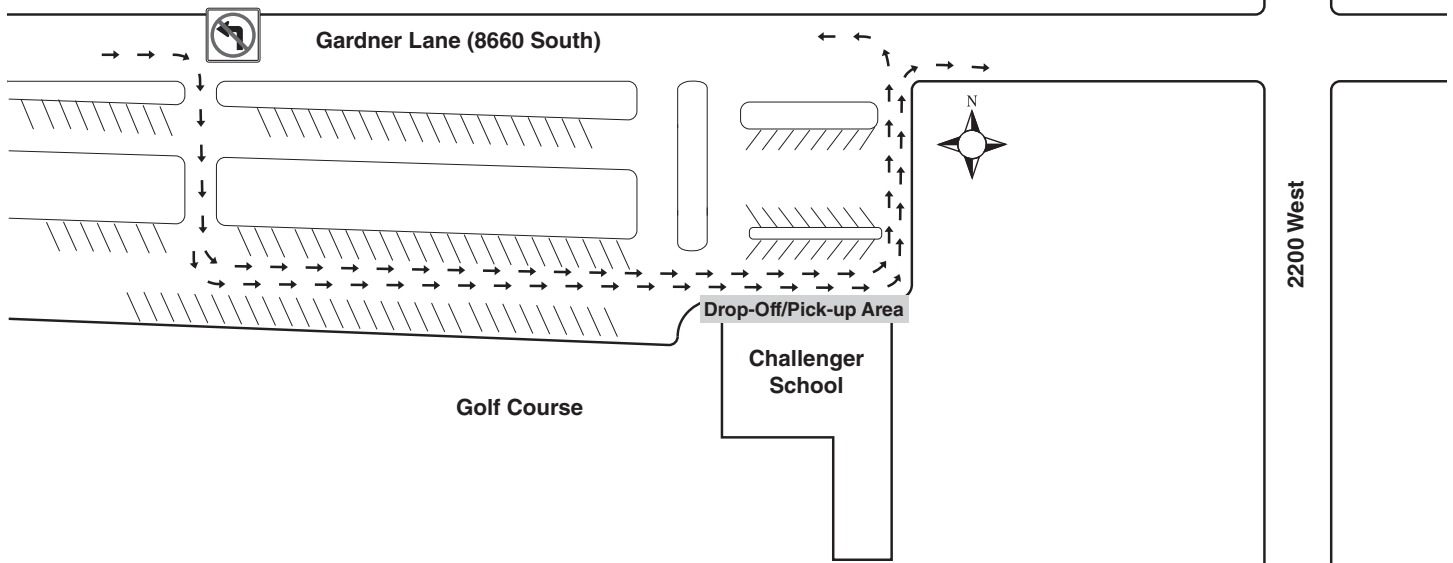 Gardner Lane (8660 South)
N
2200 West
Drop-Off/Pick-up Area
Challenger
School
Golf Course